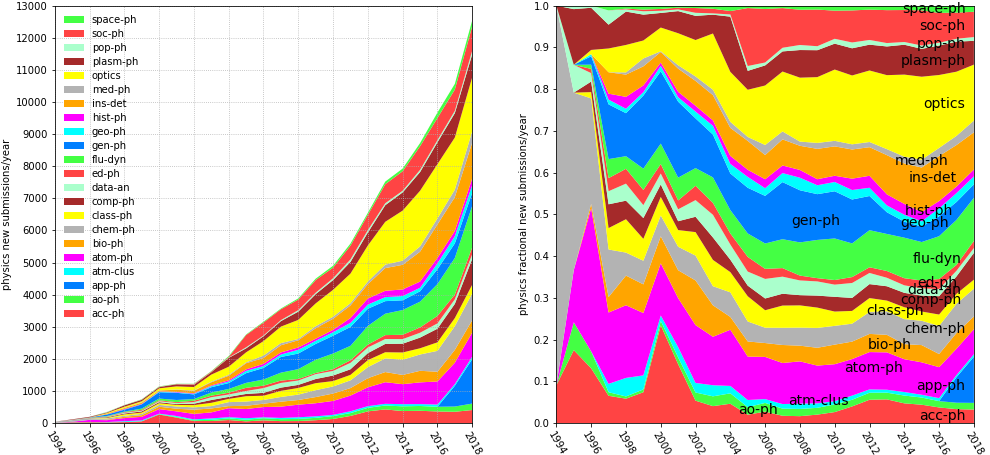 physics new submissions/year
13000
12000
11000
10000
9000
8000
7000
6000
5000
4000
3000
2000
1000
0
space-ph
soc-ph
pop-ph
plasm-ph
optics
med-ph
ins-det
hist-ph
geo-ph
gen-ph
flu-dyn
ed-ph
data-an
comp-ph
class-ph
chem-ph
bio-ph
atom-ph
atm-clus
app-ph
ao-ph
acc-ph
1994
1996
1998
2000
2002
2004
2006
2008
2010
2012
2014
2016
2018
physics fractional new submissions/year
1.0
0.9
0.8
0.7
0.6
0.5
0.4
0.3
0.2
0.1
0.0
space-ph
soc-ph
pop-ph
plasm-ph
optics
med-ph
ins-det
hist-ph
geo-ph
gen-ph
flu-dyn
ed-ph
data-an
comp-ph
class-ph
chem-ph
bio-ph
atom-ph
app-ph
atm-clus
ao-ph
acc-ph
1994
1996
1998
2000
2002
2004
2006
2008
2010
2012
2014
2016
2018